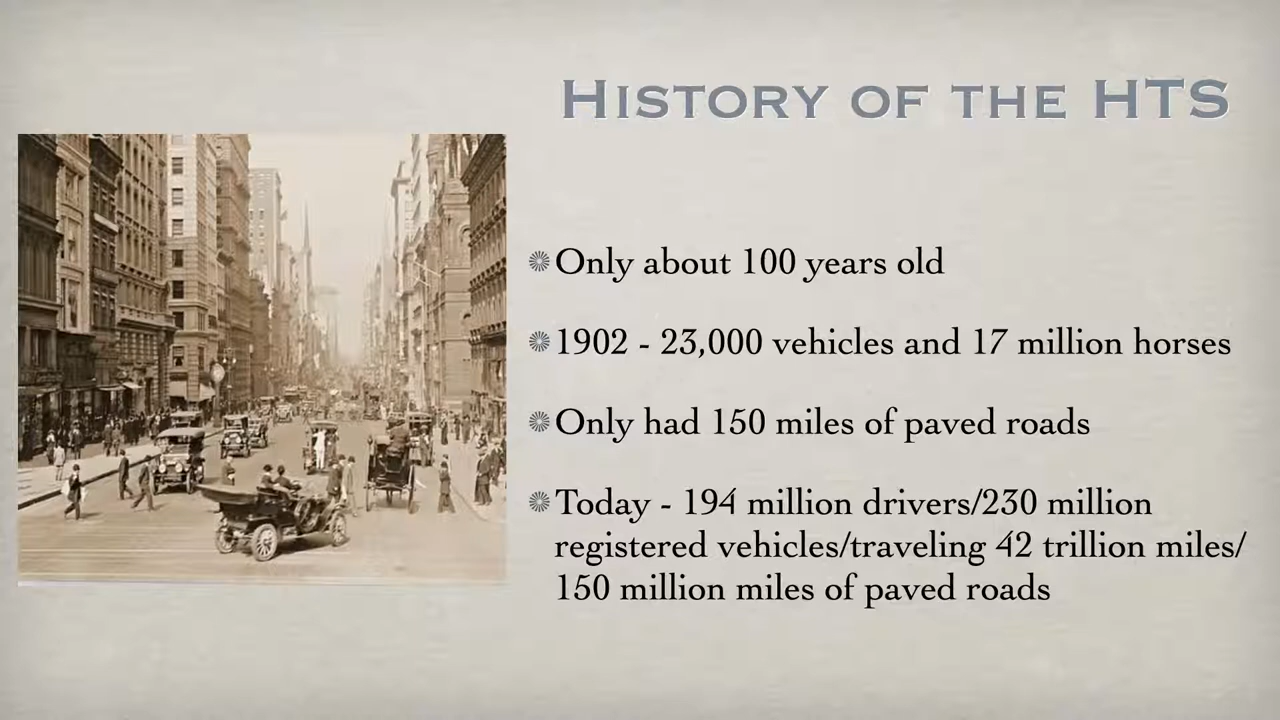 History of the HTS
Only about 100 years old
1902 - 23,000 vehicles and 17 million horses
Only had 150 miles of paved roads
Today - 194 million drivers/230 million
registered vehicles/traveling 42 trillion miles/
150 million miles of paved roads